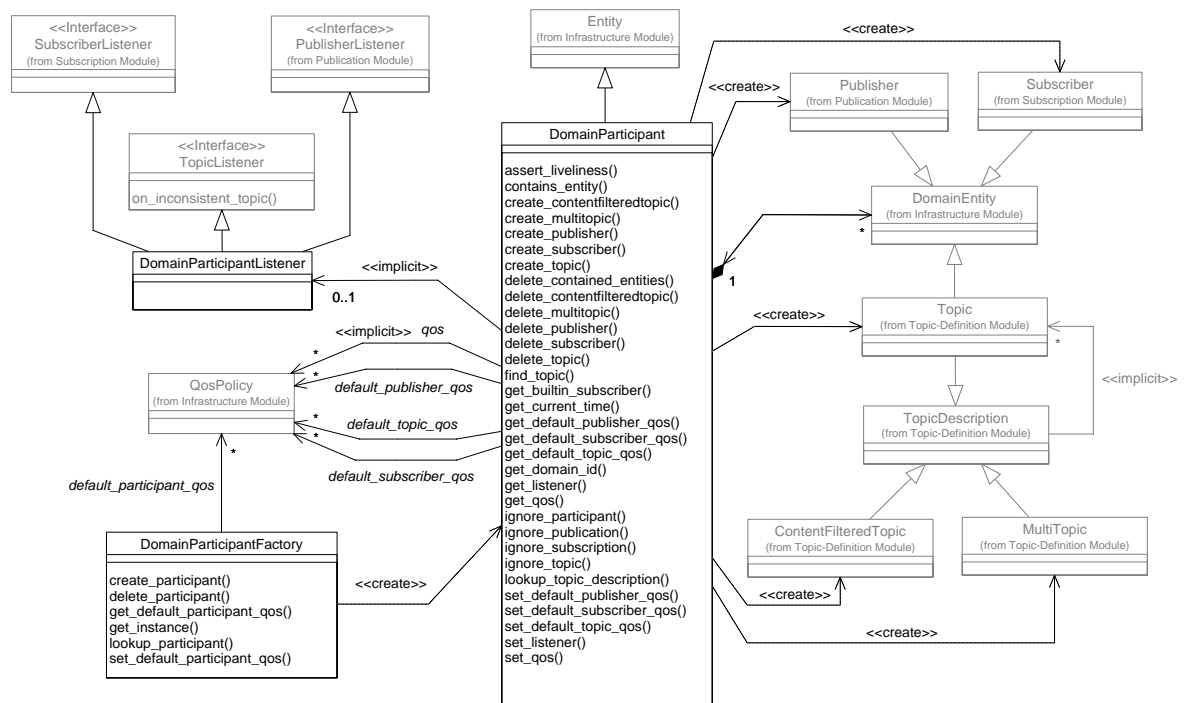 <<Interface>>
SubscriberListener
(from Subscription Module)
<<Interface>>
PublisherListener
(from Publication Module)
<<Interface>>
TopicListener
on_inconsistent_topic()
DomainParticipantListener
<<implicit>>
0..1
<<implicit>>
qos
*
*
default_publisher_qos
*
default_topic_qos
*
default_subscriber_qos
QosPolicy
(from Infrastructure Module)
*
default_participant_qos
DomainParticipantFactory
create_participant()
delete_participant()
get_default_participant_qos()
get_instance()
lookup_participant()
set_default_participant_qos()
<<create>>
Entity
(from Infrastructure Module)
DomainParticipant
assert_liveliness()
contains_entity()
create_contentfilteredtopic()
create_multitopic()
create_publisher()
create_subscriber()
create_topic()
delete_contained_entities()
delete_contentfilteredtopic()
delete_multitopic()
delete_publisher()
delete_subscriber()
delete_topic()
find_topic()
get_builtin_subscriber()
get_current_time()
get_default_publisher_qos()
get_default_subscriber_qos()
get_default_topic_qos()
get_domain_id()
get_listener()
get_qos()
ignore_participant()
ignore_publication()
ignore_subscription()
ignore_topic()
lookup_topic_description()
set_default_publisher_qos()
set_default_subscriber_qos()
set_default_topic_qos()
set_listener()
set_qos()
<<create>>
<<create>>
Publisher
(from Publication Module)
Subscriber
(from Subscription Module)
DomainEntity
(from Infrastructure Module)
*
1
<<create>>
Topic
(from Topic-Definition Module)
*
<<implicit>>
TopicDescription
(from Topic-Definition Module)
ContentFilteredTopic
(from Topic-Definition Module)
MultiTopic
(from Topic-Definition Module)
<<create>>
<<create>>